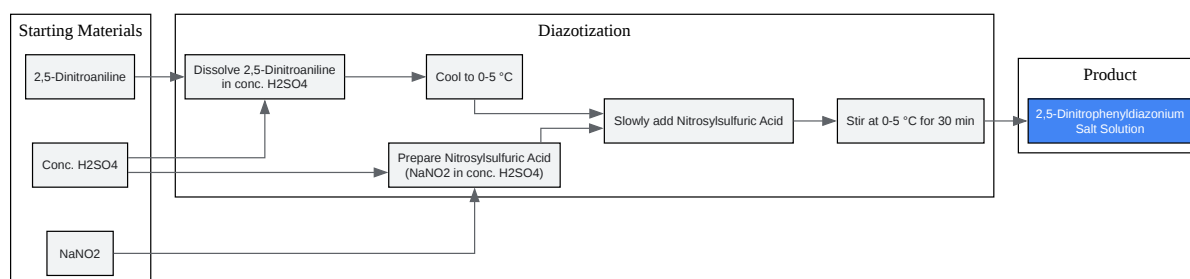 Starting Materials
2,5-Dinitroaniline
Conc. H2SO4
NaNO2
Diazotization
Dissolve 2,5-Dinitroaniline
in conc. H2SO4
Cool to 0-5 °C
Prepare Nitrosylsulfuric Acid
(NaNO2 in conc. H2SO4)
Slowly add Nitrosylsulfuric Acid
Stir at 0-5 °C for 30 min
Product
2,5-Dinitrophenyldiazonium
Salt Solution